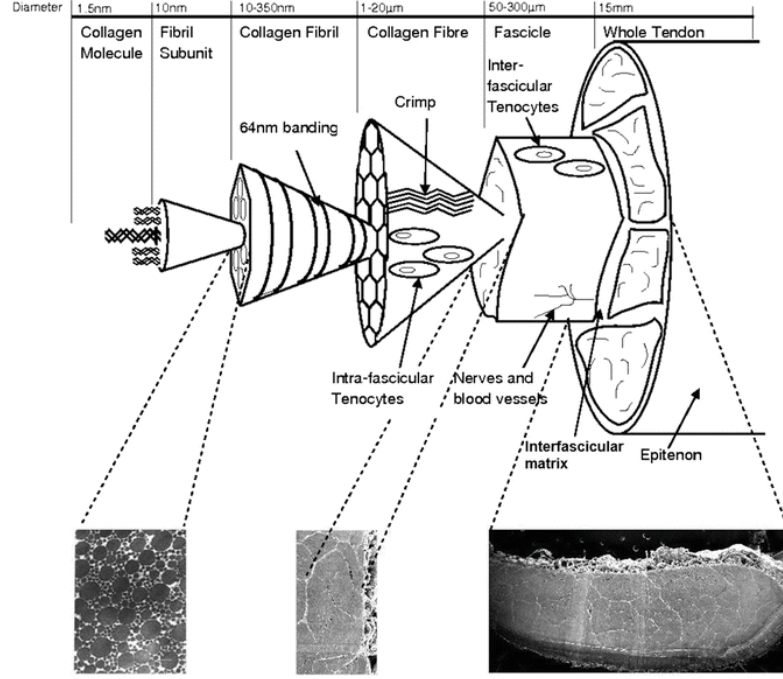 Diameter 1.5nm 10nm 10-350nm 1-20μm 50-300μm 15mm
Collagen Molecule
Fibril Subunit
Collagen Fibril
Collagen Fibre
Fascicle
Whole Tendon
Inter-
fascicular
Tenocytes
Crimp
64nm banding
Intra-fascicular
Tenocytes
Nerves and
blood vessels
Interfascicular
matrix
Epitenon